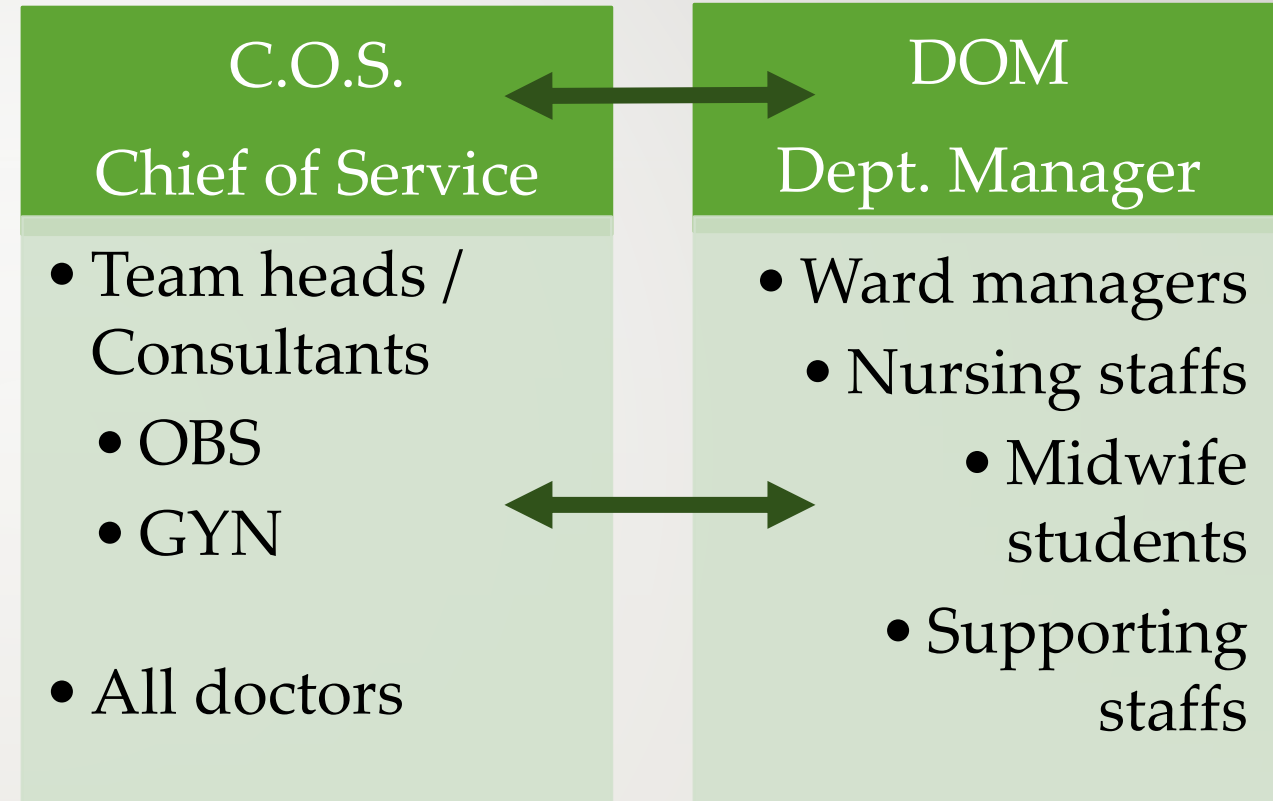 C.O.S.
Chief of Service
• Team heads /
Consultants
• OBS
• GYN
• All doctors
DOM
Dept. Manager
• Ward managers
• Nursing staffs
• Midwife
students
• Supporting
staffs